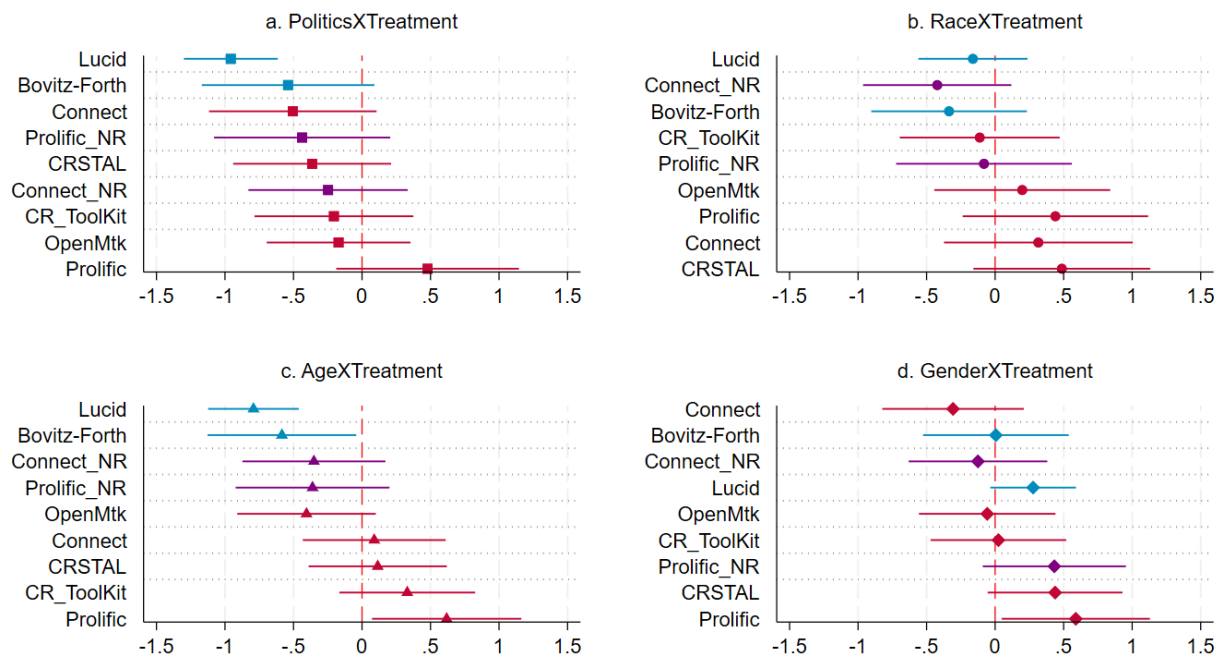 a. PoliticsXTreatment
Lucid
Bovitz-Forth
Connect
Prolific_NR
CRSTAL
Connect_NR
CR_ToolKit
OpenMtk
Prolific
-1.5 -1 -0.5 0 .5 1 1.5
b. RaceXTreatment
Lucid
Connect_NR
Bovitz-Forth
CR_ToolKit
Prolific_NR
OpenMtk
Prolific
Connect
CRSTAL
-1.5 -1 -0.5 0 .5 1 1.5
c. AgeXTreatment
Lucid
Bovitz-Forth
Connect_NR
Prolific_NR
OpenMtk
Connect
CRSTAL
CR_ToolKit
Prolific
-1.5 -1 -0.5 0 .5 1 1.5
d. GenderXTreatment
Connect
Bovitz-Forth
Connect_NR
Lucid
OpenMtk
CR_ToolKit
Prolific_NR
CRSTAL
Prolific
-1.5 -1 -0.5 0 .5 1 1.5